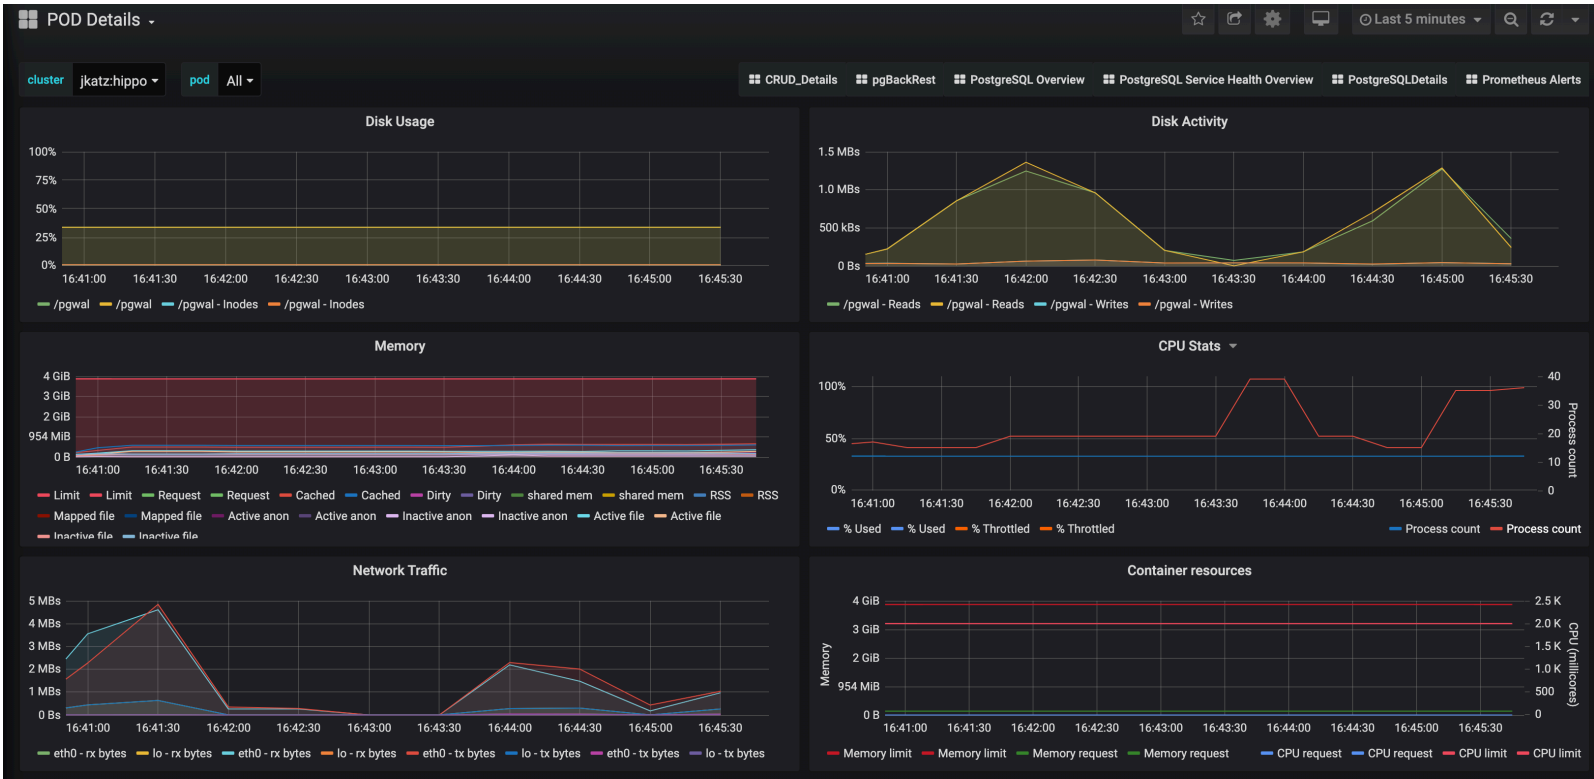 POD Details
Last 5 minutes
cluster jkatz:hippo pod All
CRUD_Details pgBackRest PostgreSQL Overview PostgreSQL Service Health Overview PostgreSQLDetails Prometheus Alerts
Disk Usage
100%
75%
50%
25%
0%
16:41:00 16:41:30 16:42:00 16:42:30 16:43:00 16:43:30 16:44:00 16:44:30 16:45:00 16:45:30
/pgwal /pgwal /pgwal - Inodes /pgwal - Inodes
Disk Activity
1.5 MBs
1.0 MBs
500 kBs
0 Bs
16:41:00 16:41:30 16:42:00 16:42:30 16:43:00 16:43:30 16:44:00 16:44:30 16:45:00 16:45:30
/pgwal - Reads /pgwal - Reads /pgwal - Writes /pgwal - Writes
Memory
4 GiB
3 GiB
2 GiB
954 MiB
0 B
16:41:00 16:41:30 16:42:00 16:42:30 16:43:00 16:43:30 16:44:00 16:44:30 16:45:00 16:45:30
Limit Limit Request Request Cached Cached Dirty Dirty shared mem shared mem RSS RSS
Mapped file Mapped file Active anon Active anon Inactive anon Inactive anon Active file Active file
Inactive file Inactive file
CPU Stats
100%
50%
0%
40
30
20
10
0
Process count
16:41:00 16:41:30 16:42:00 16:42:30 16:43:00 16:43:30 16:44:00 16:44:30 16:45:00 16:45:30
% Used % Used % Throttled % Throttled Process count Process count
Network Traffic
5 MBs
4 MBs
3 MBs
2 MBs
1 MBs
0 Bs
16:41:00 16:41:30 16:42:00 16:42:30 16:43:00 16:43:30 16:44:00 16:44:30 16:45:00 16:45:30
eth0 - rx bytes lo - rx bytes eth0 - rx bytes lo - rx bytes eth0 - tx bytes lo - tx bytes eth0 - tx bytes lo - tx bytes
Container resources
Memory
4 GiB
3 GiB
2 GiB
954 MiB
0 B
2.5 K
2.0 K
1.5 K
1.0 K
500
0
CPU (millicores)
16:41:00 16:41:30 16:42:00 16:42:30 16:43:00 16:43:30 16:44:00 16:44:30 16:45:00 16:45:30
Memory limit Memory limit Memory request Memory request CPU request CPU request CPU limit CPU limit